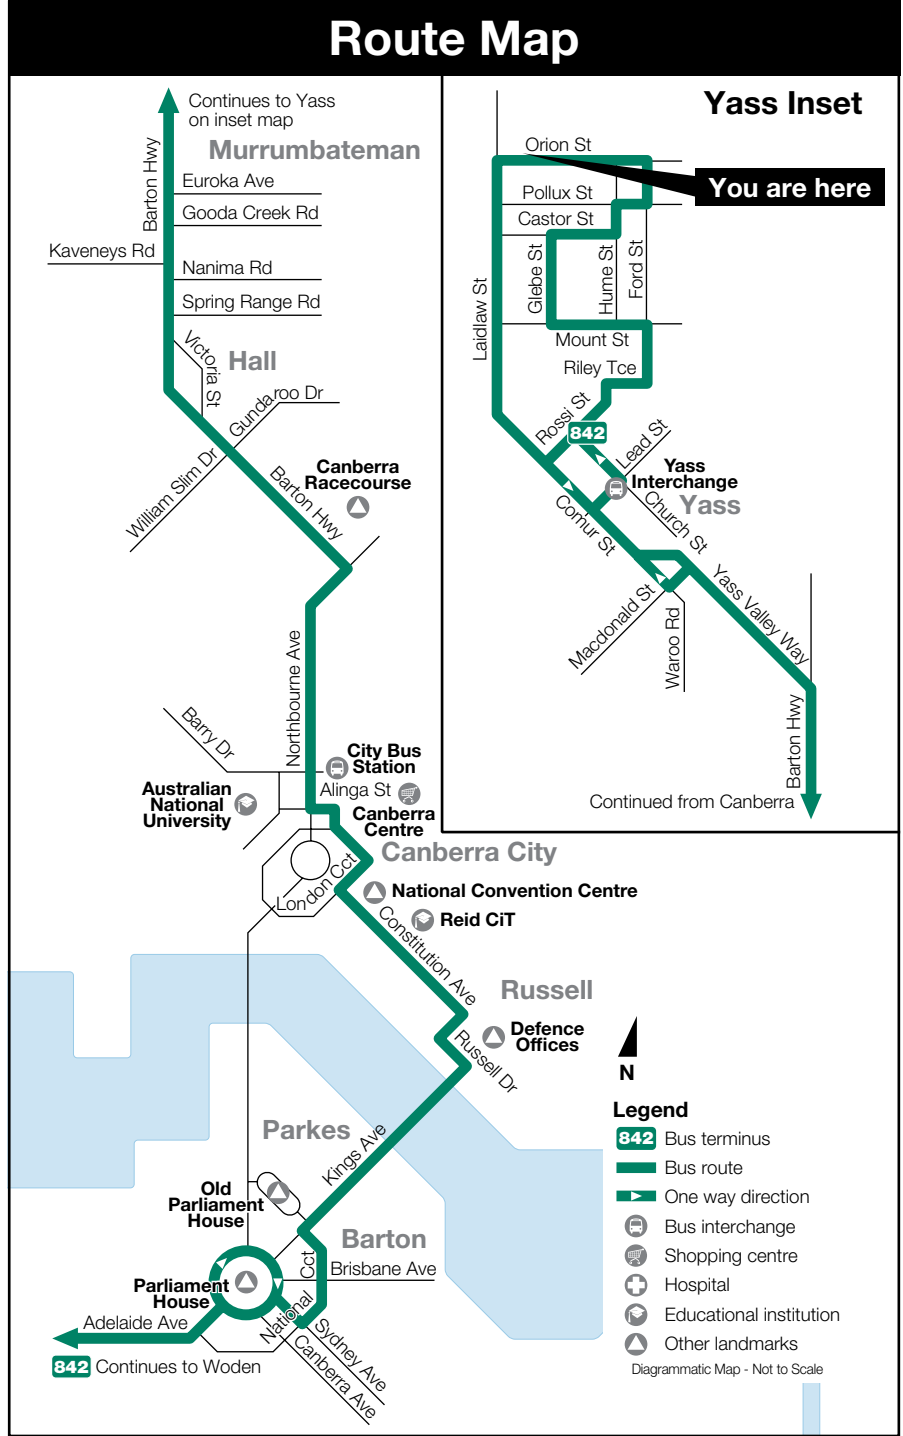 Route Map
Continues to Yass
on inset map
Murrumbateman
Barton Hwy
Euroka Ave
Gooda Creek Rd
Kaveneys Rd
Nanima Rd
Spring Range Rd
Victoria St
Hall
Gundaroo Dr
William Slim Dr
Barton Hwy
Canberra
Racecourse
Northbourne Ave
Barry Dr
City Bus
Station
Alinga St
Australian
National
University
Canberra
Centre
Canberra City
London Cct
National Convention Centre
Reid CiT
Constitution Ave
Russell
Defence
Offices
Russell Dr
Parkes
Kings Ave
Old
Parliament
House
Barton
National Cct
Brisbane Ave
Parliament
House
Adelaide Ave
Sydney Ave
Canberra Ave
842 Continues to Woden
Yass Inset
Orion St
You are here
Pollux St
Castor St
Glebe St
Hume St
Ford St
Laidlaw St
Mount St
Riley Tce
Rossi St
842
Lead St
Yass
Interchange
Yass
Church St
Comur St
Macdonald St
Waroo Rd
Yass Valley Way
Barton Hwy
Continued from Canberra
N
Legend
842 Bus terminus
Bus route
One way direction
Bus interchange
Shopping centre
Hospital
Educational institution
Other landmarks
Diagrammatic Map - Not to Scale